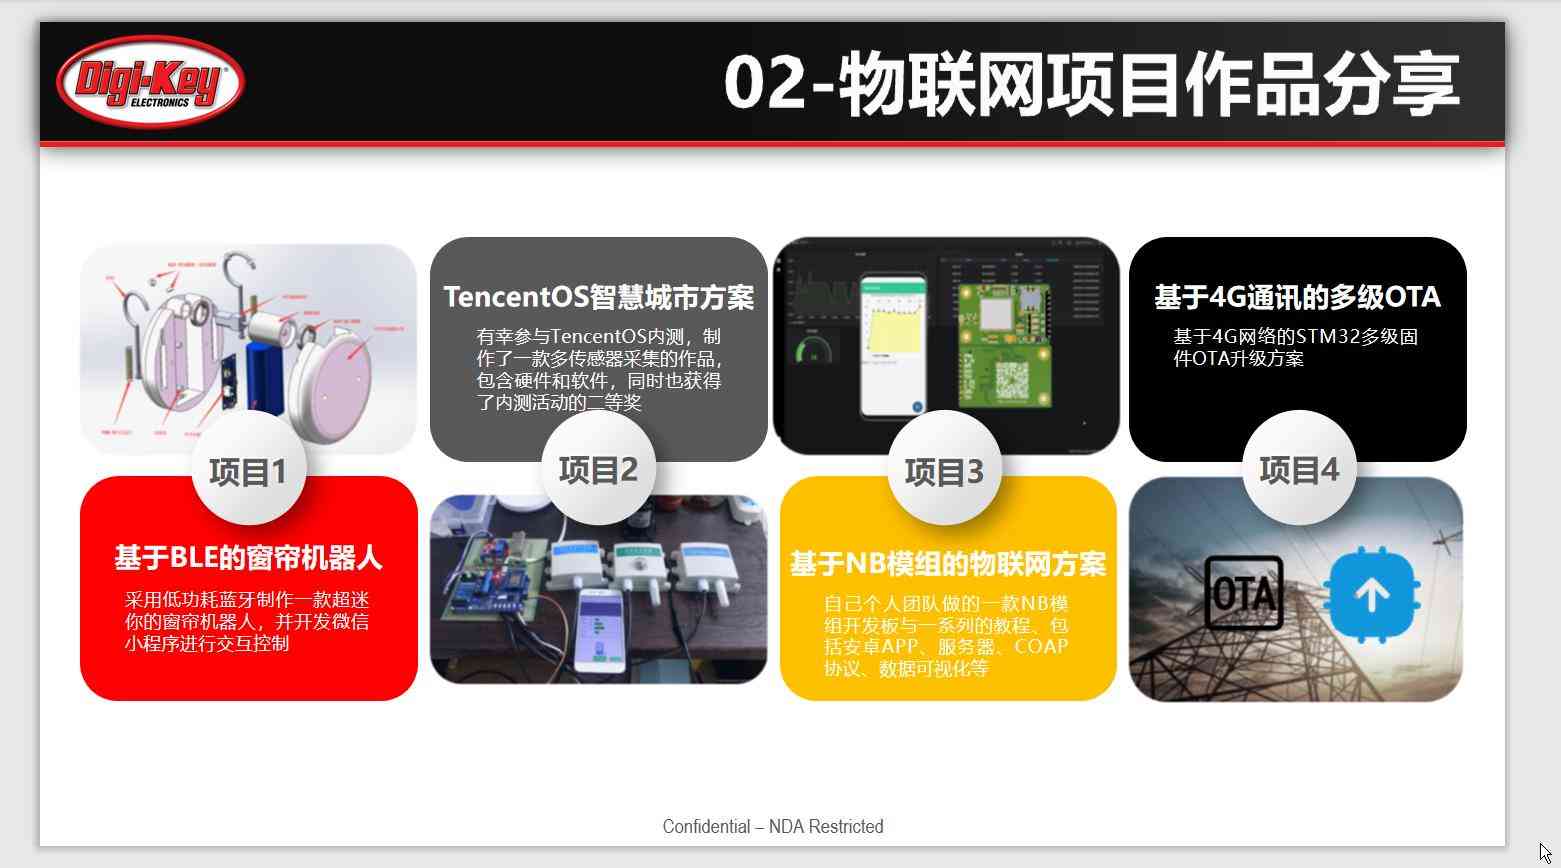 Digi-Key
ELECTRONICS
02-物联网项目作品分享
项目1
基于BLE的窗帘机器人
采用低功耗蓝牙制作一款超迷
你的窗帘机器人，并开发微信
小程序进行交互控制
TencentOS智慧城市方案
有幸参与TencentOS内测，制
作了一款多传感器采集的作品，
包含硬件和软件，同时也获得
了内测活动的二等奖
项目2
项目3
基于NB模组的物联网方案
自己个人团队做的一款NB模
组开发板与一系列的教程、包
括安卓APP、服务器、COAP
协议、数据可视化等
基于4G通讯的多级OTA
基于4G网络的STM32多级固
件OTA升级方案
项目4
OTA
Confidential – NDA Restricted